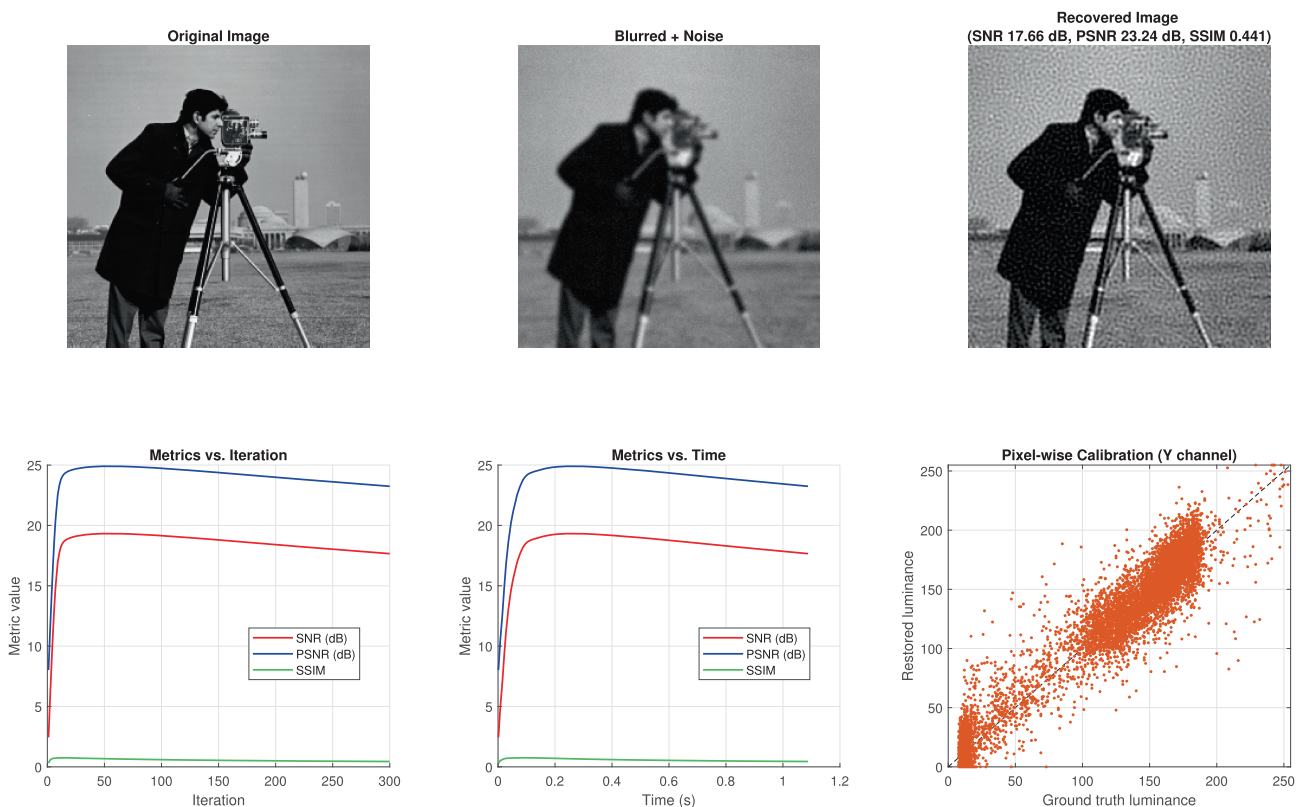 Original Image
Blurred + Noise
Recovered Image
(SNR 17.66 dB, PSNR 23.24 dB, SSIM 0.441)
Metrics vs. Iteration
Metric value
25
20
15
10
5
0
0 50 100 150 200 250 300
Iteration
SNR (dB)
PSNR (dB)
SSIM
Metrics vs. Time
Metric value
25
20
15
10
5
0
0 0.2 0.4 0.6 0.8 1 1.2
Time (s)
SNR (dB)
PSNR (dB)
SSIM
Pixel-wise Calibration (Y channel)
Restored luminance
250
200
150
100
50
0
0 50 100 150 200 250
Ground truth luminance